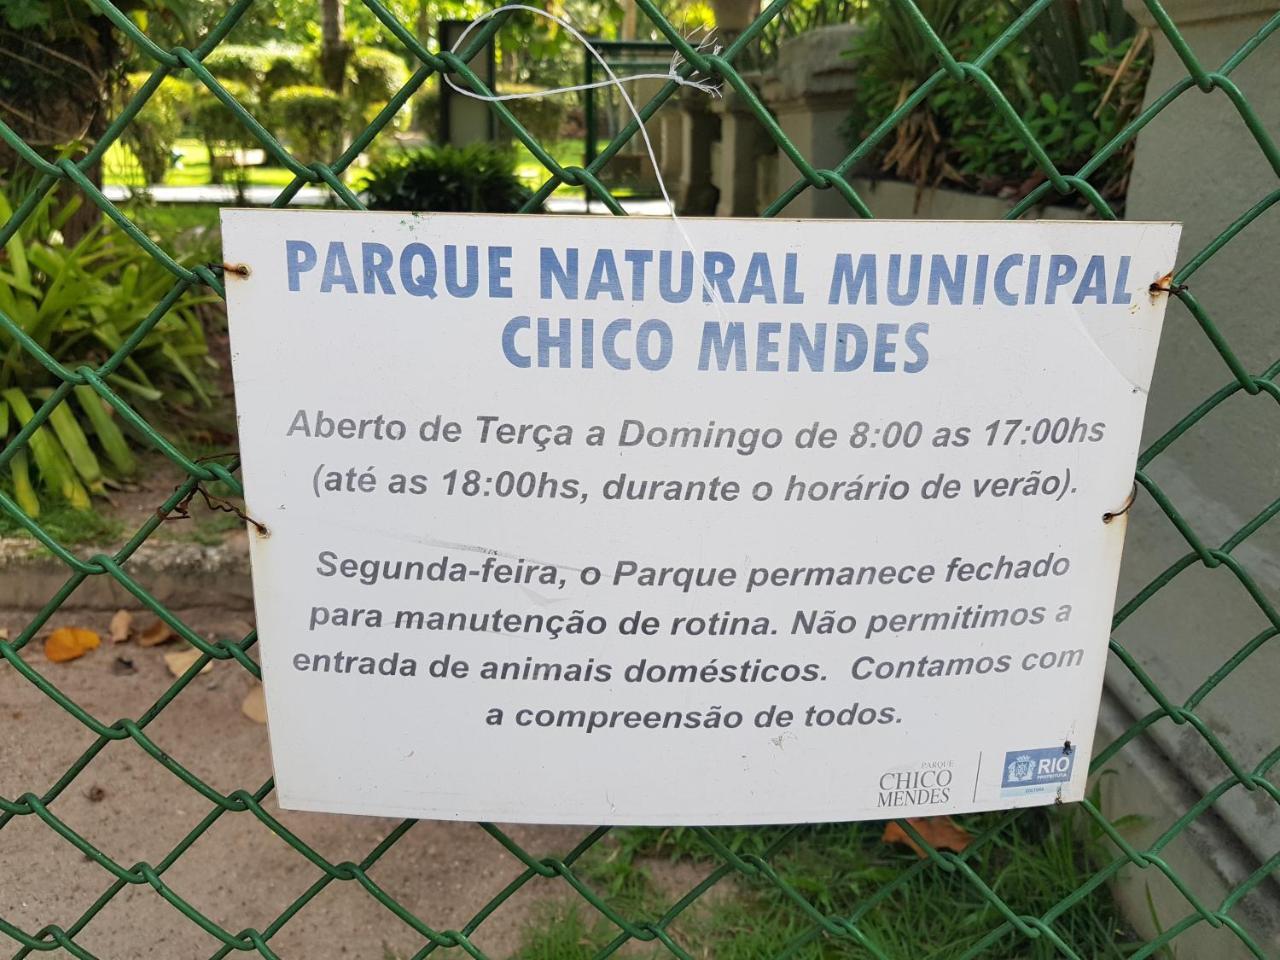 PARQUE NATURAL MUNICIPAL
CHICO MENDES
Aberto de Terça a Domingo de 8:00 as 17:00hs
(até as 18:00hs, durante o horário de verão).
Segunda-feira, o Parque permanece fechado
para manutenção de rotina. Não permitimos a
entrada de animais domésticos. Contamos com
a compreensão de todos.
PARQUE
CHICO
MENDES
RIO
PREFEITURA
CULTURA